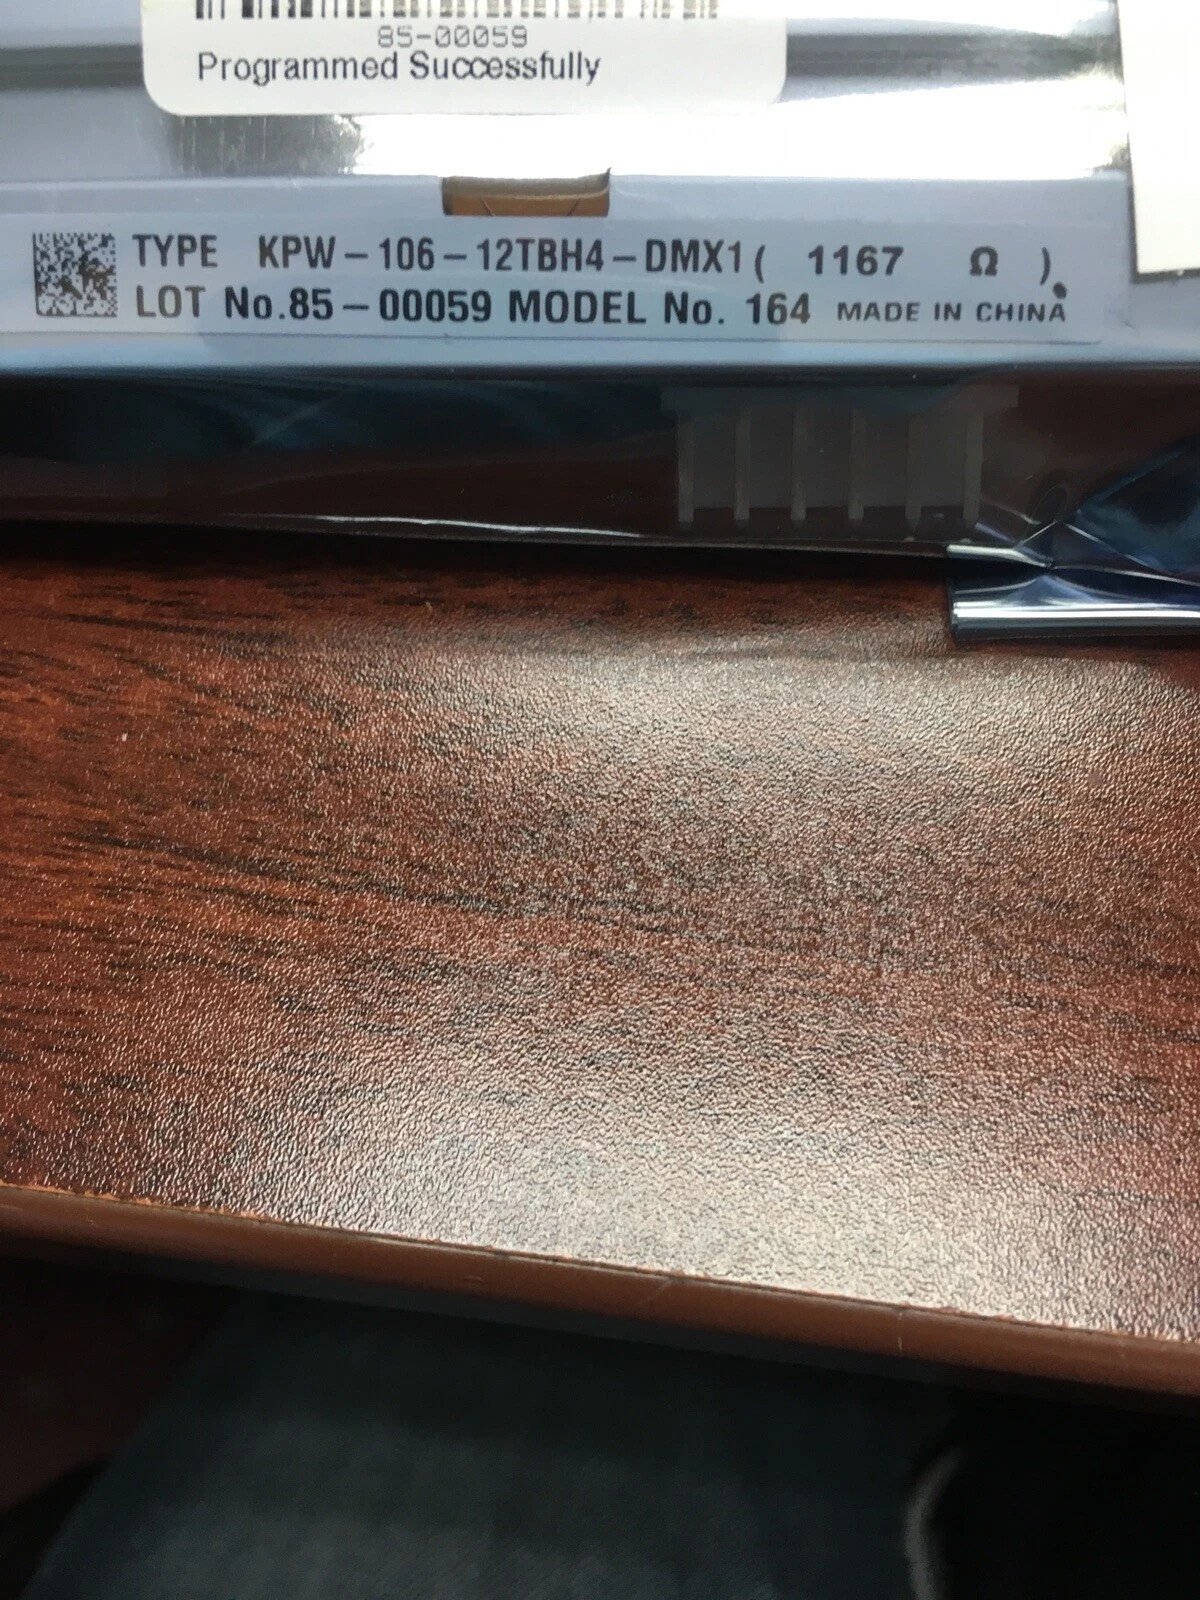 85-00059
Programmed Successfully
TYPE KPW-106-12TBH4-DMX1( 1167 Ω )
LOT No.85-00059 MODEL No. 164 MADE IN CHINA